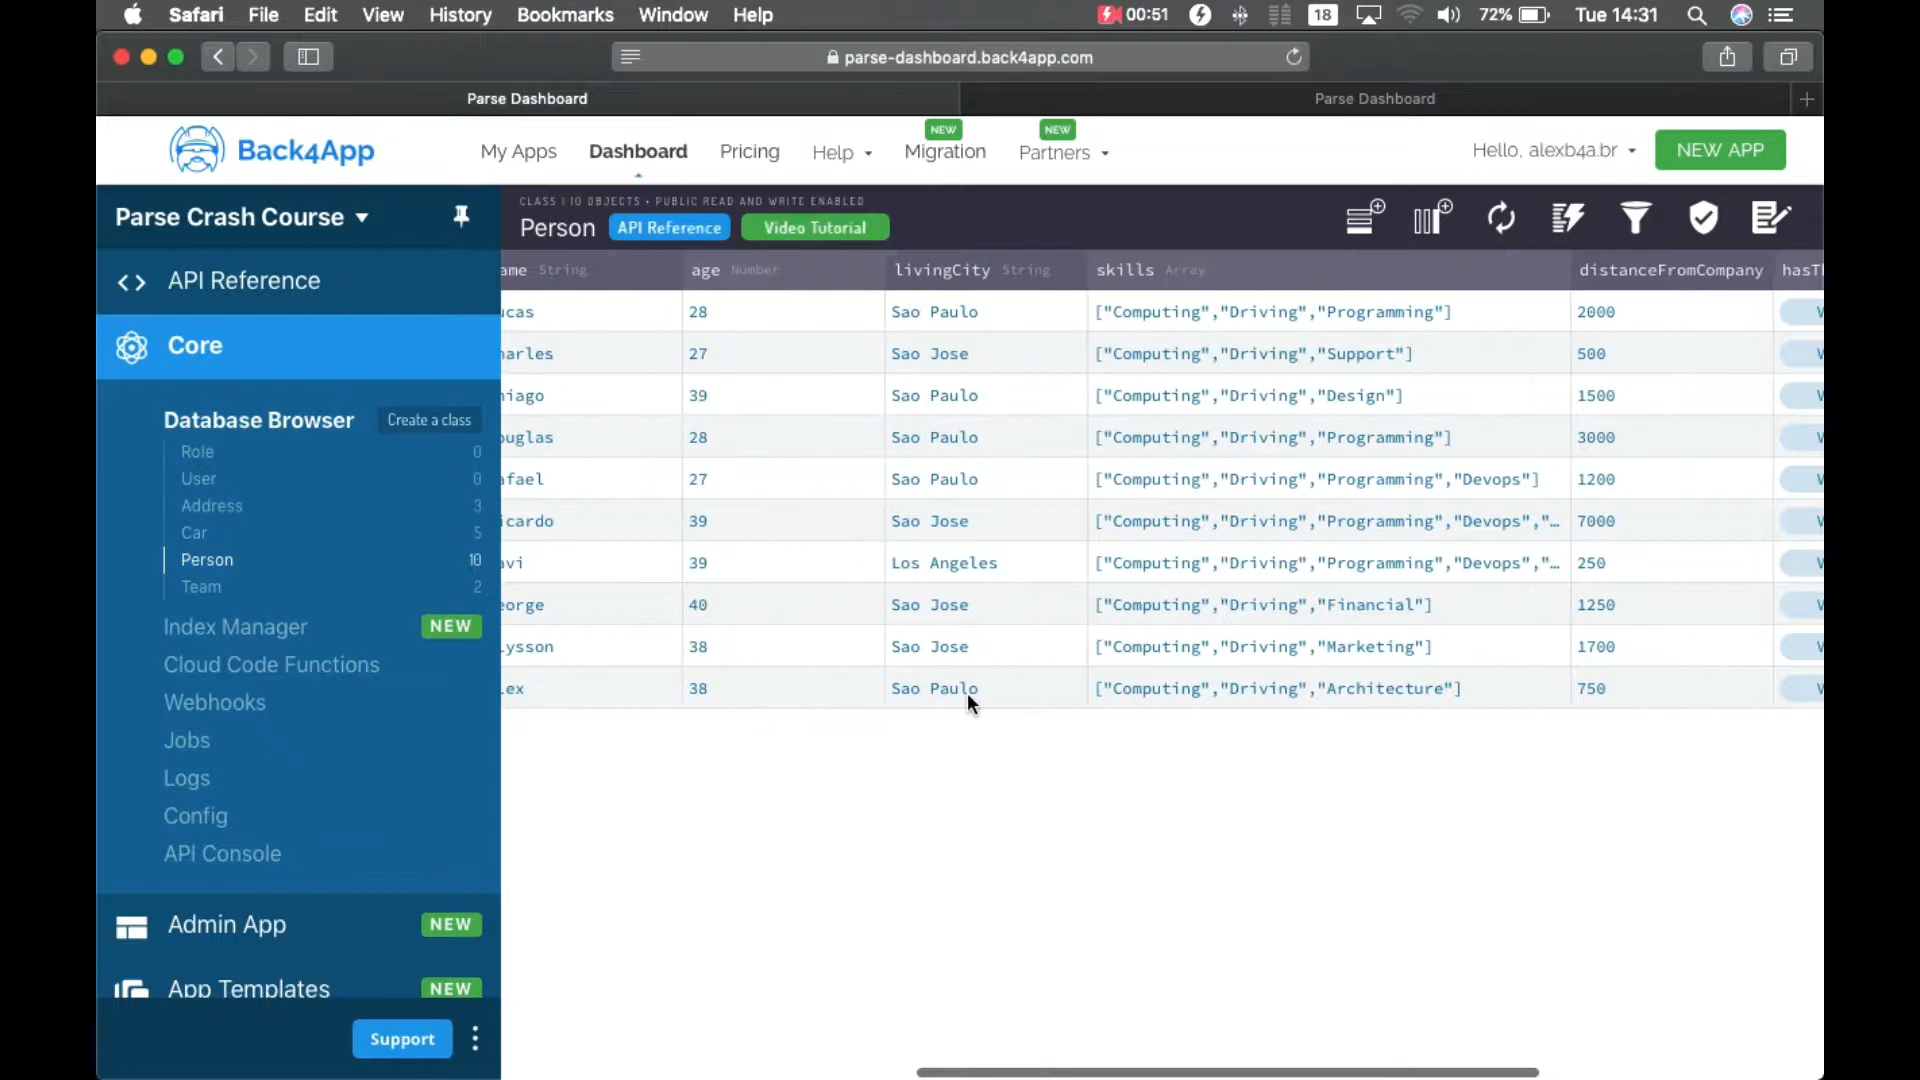 Safari File Edit View History Bookmarks Window Help 00:51 18 72% Tue 14:31
parse-dashboard.back4app.com
Parse Dashboard Parse Dashboard
Back4App My Apps Dashboard Pricing Help NEW Migration NEW Partners Hello, alexb4a.br NEW APP
Parse Crash Course
API Reference
Core
Database Browser Create a class
Role 0
User 0
Address 3
Car 5
Person 10
Team 2
Index Manager NEW
Cloud Code Functions
Webhooks
Jobs
Logs
Config
API Console
Admin App NEW
App Templates NEW
Support
CLASS | 10 OBJECTS • PUBLIC READ AND WRITE ENABLED
Person API Reference Video Tutorial
ame String age Number livingCity String skills Array distanceFromCompany hasT
ucas 28 Sao Paulo ["Computing","Driving","Programming"] 2000
harles 27 Sao Jose ["Computing","Driving","Support"] 500
hiago 39 Sao Paulo ["Computing","Driving","Design"] 1500
ouglas 28 Sao Paulo ["Computing","Driving","Programming"] 3000
afael 27 Sao Paulo ["Computing","Driving","Programming","Devops"] 1200
icardo 39 Sao Jose ["Computing","Driving","Programming","Devops","… 7000
avi 39 Los Angeles ["Computing","Driving","Programming","Devops","… 250
eorge 40 Sao Jose ["Computing","Driving","Financial"] 1250
lysson 38 Sao Jose ["Computing","Driving","Marketing"] 1700
lex 38 Sao Paulo ["Computing","Driving","Architecture"] 750